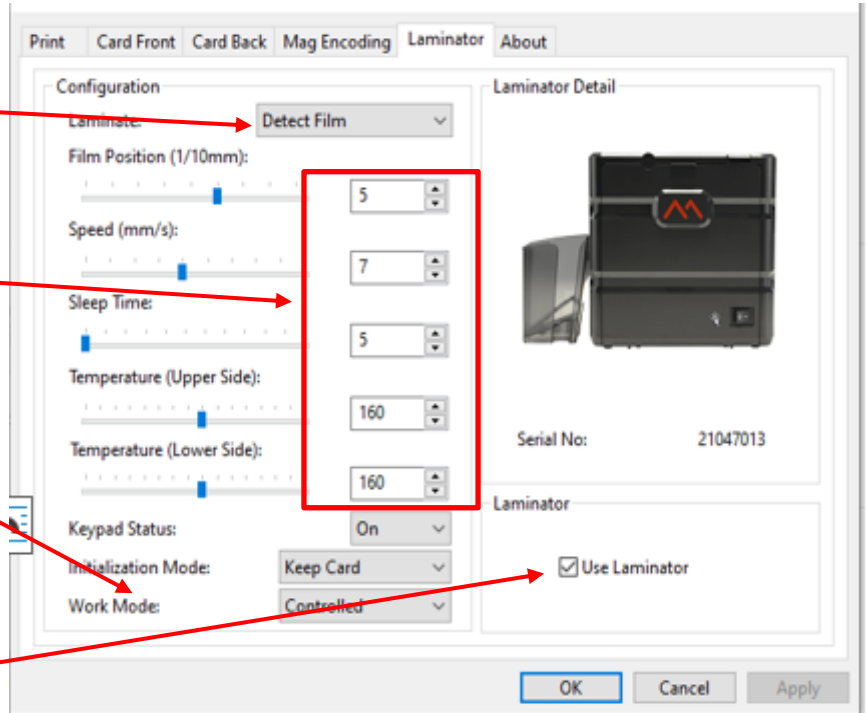 Print Card Front Card Back Mag Encoding Laminator About
Configuration
Laminate: Detect Film
Film Position (1/10mm):
5
Speed (mm/s):
7
Sleep Time:
5
Temperature (Upper Side):
160
Temperature (Lower Side):
160
Keypad Status: On
Initialization Mode: Keep Card
Work Mode: Controlled
Laminator Detail
Serial No: 21047013
Laminator
Use Laminator
OK Cancel Apply